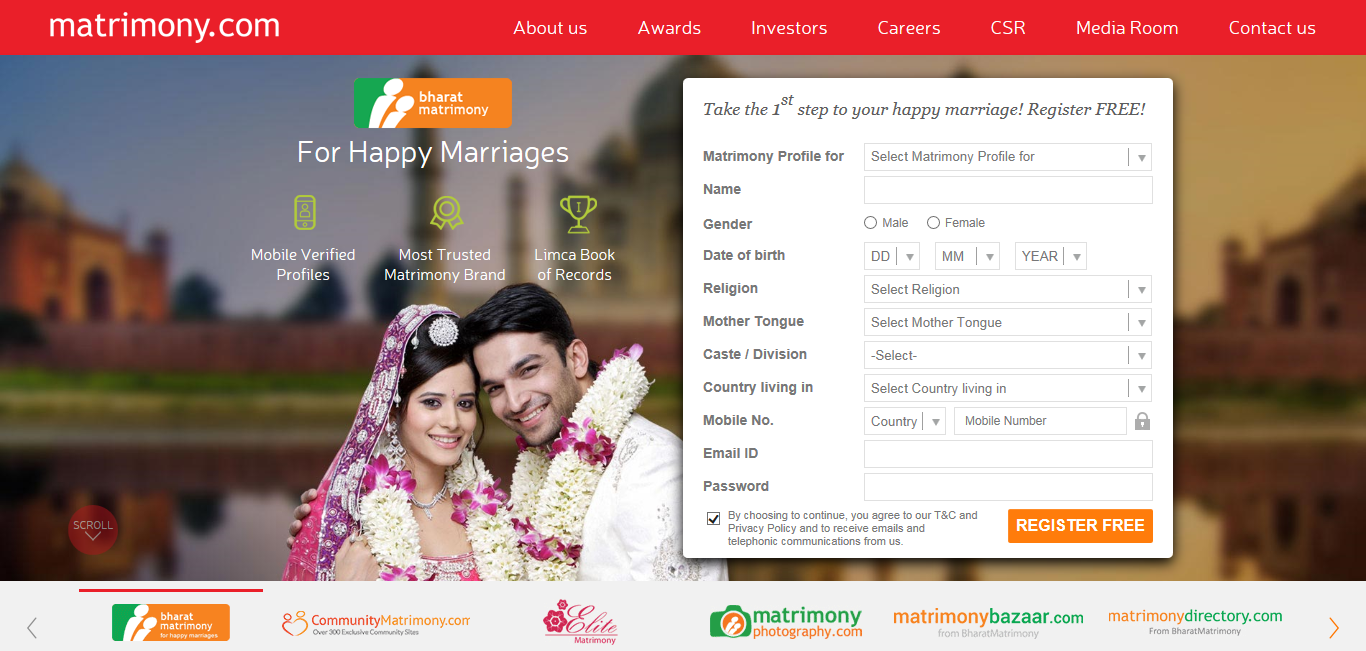 matrimony.com
About us Awards Investors Careers CSR Media Room Contact us
bharat
matrimony
For Happy Marriages
Mobile Verified
Profiles
Most Trusted
Matrimony Brand
Limca Book
of Records
SCROLL
Take the 1st step to your happy marriage! Register FREE!
Matrimony Profile for Select Matrimony Profile for
Name
Gender Male Female
Date of birth DD MM YEAR
Religion Select Religion
Mother Tongue Select Mother Tongue
Caste / Division -Select-
Country living in Select Country living in
Mobile No. Country Mobile Number
Email ID
Password
By choosing to continue, you agree to our T&C and
Privacy Policy and to receive emails and
telephonic communications from us.
REGISTER FREE
bharat
matrimony
for happy marriages
CommunityMatrimony.com
Over 300 Exclusive Community Sites
Elite
Matrimony
matrimony
photography.com
matrimonybazaar.com
from BharatMatrimony
matrimonydirectory.com
From BharatMatrimony